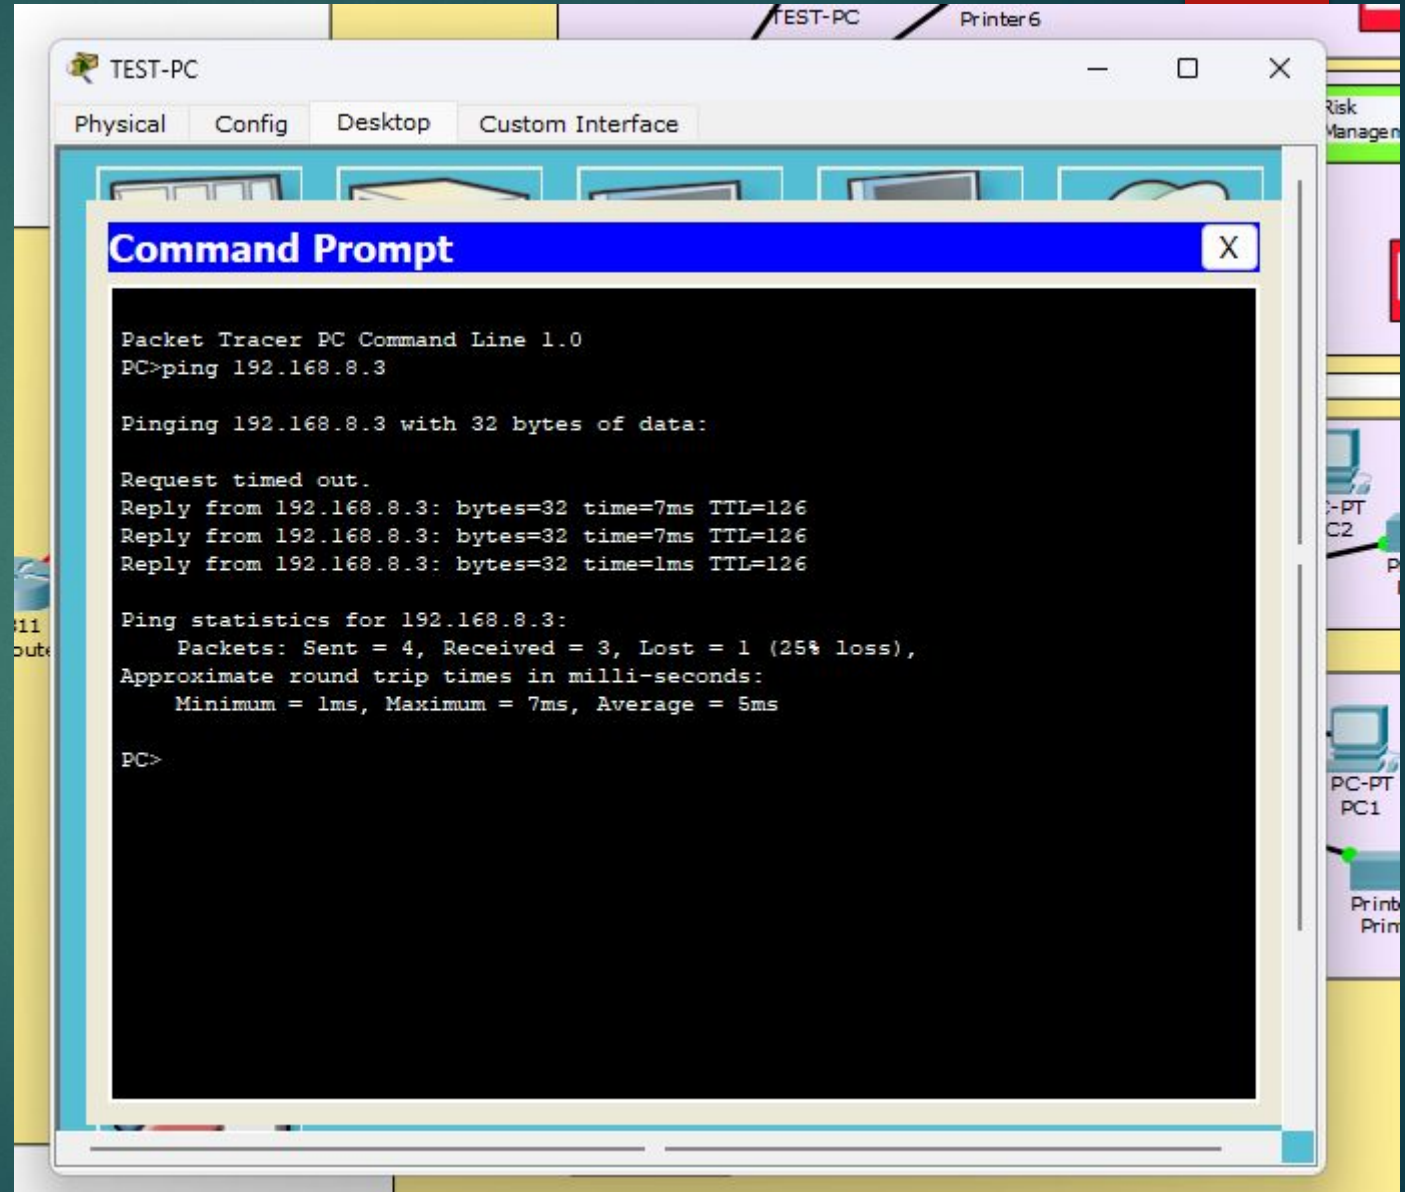 TEST-PC
Printer6
TEST-PC
Physical
Config
Desktop
Custom Interface
Risk
Command Prompt
X
Packet Tracer PC Command Line 1.0
PC>ping 192.168.8.3
Pinging 192.168.8.3 with 32 bytes of data:
Request timed out.
Reply from 192.168.8.3: bytes=32 time=7ms TTL=126
Reply from 192.168.8.3: bytes=32 time=7ms TTL=126
Reply from 192.168.8.3: bytes=32 time=1ms TTL=126
Ping statistics for 192.168.8.3:
Packets: Sent = 4, Received = 3, Lost = 1 (25% loss),
Approximate round trip times in milli-seconds:
Minimum = 1ms, Maximum = 7ms, Average = 5ms
PC>
PC-PT
PC1